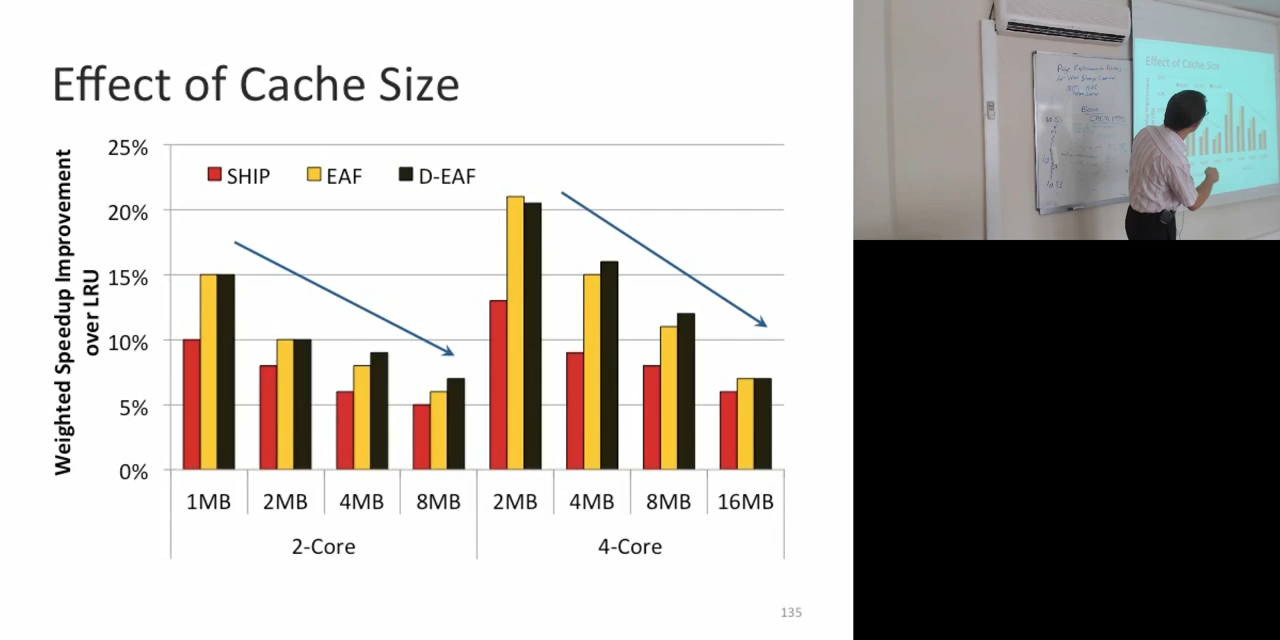 Effect of Cache Size
Weighted Speedup Improvement
over LRU
25%
20%
15%
10%
5%
0%
SHIP EAF D-EAF
1MB 2MB 4MB 8MB 2MB 4MB 8MB 16MB
2-Core 4-Core
135
Effect of Cache Size